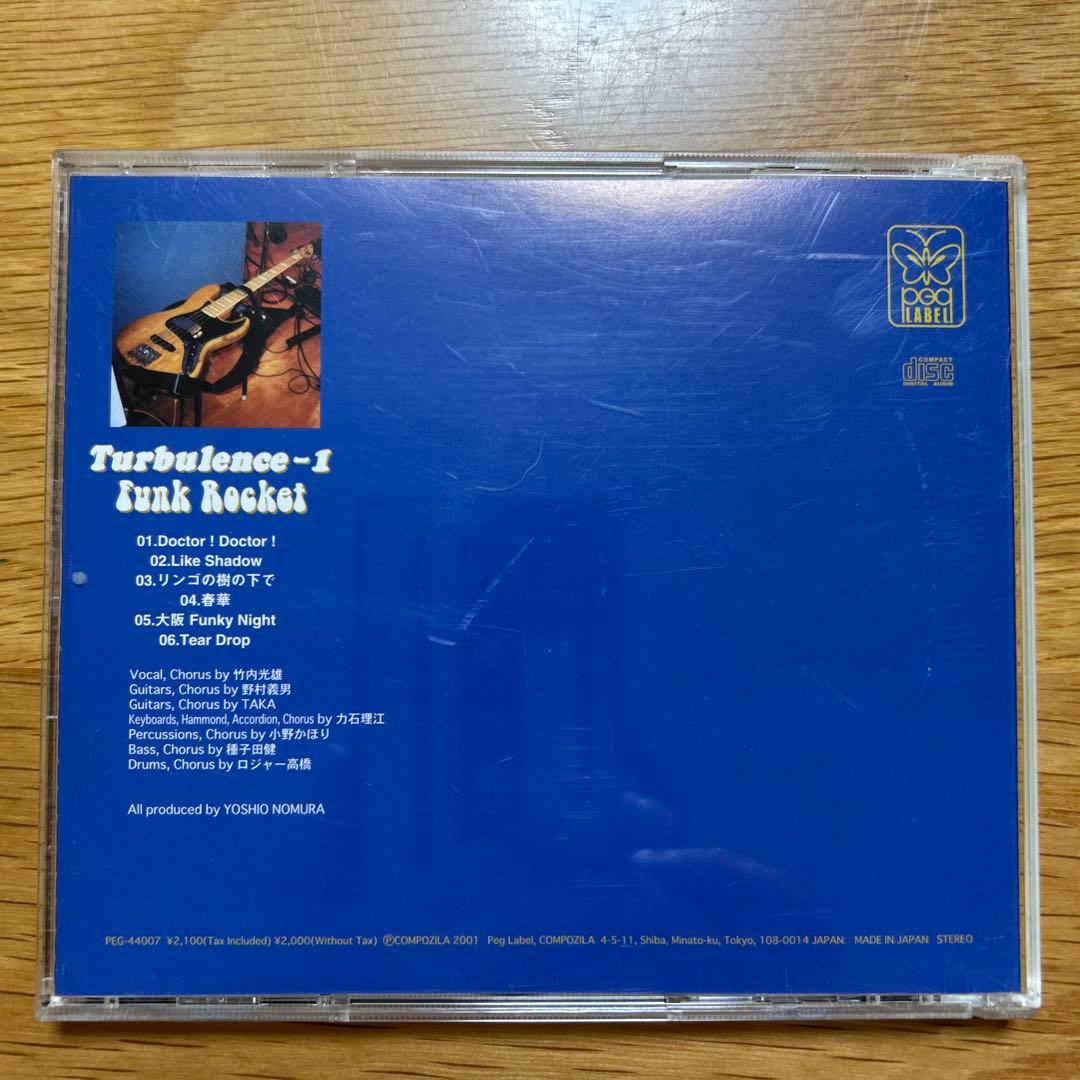 peg
LABEL
COMPACT
disc
DIGITAL AUDIO
Turbulence-1
Funk Rocket
01.Doctor ! Doctor !
02.Like Shadow
03.リンゴの樹の下で
04.春華
05.大阪 Funky Night
06.Tear Drop
Vocal, Chorus by 竹内光雄
Guitars, Chorus by 野村義男
Guitars, Chorus by TAKA
Keyboards, Hammond, Accordion, Chorus by 力石理江
Percussions, Chorus by 小野かほり
Bass, Chorus by 種子田健
Drums, Chorus by ロジャー高橋
All produced by YOSHIO NOMURA
PEG-44007 ¥2,100(Tax Included) ¥2,000(Without Tax) ℗COMPOZILA 2001 Peg Label, COMPOZILA 4-5-11, Shiba, Minato-ku, Tokyo, 108-0014 JAPAN. MADE IN JAPAN STEREO